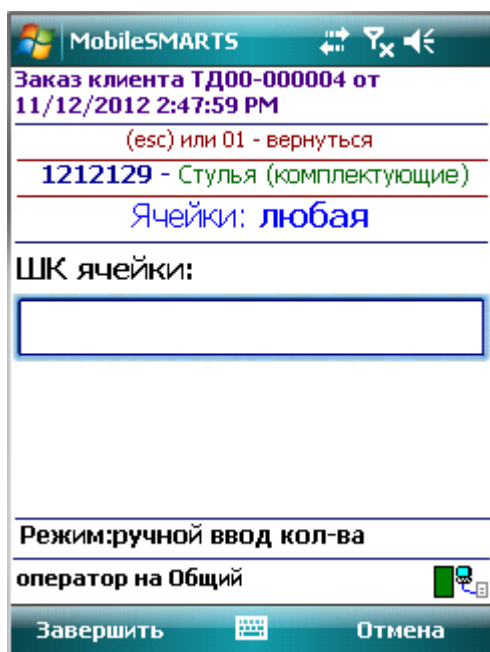 MobileSMARTS
Заказ клиента ТД00-000004 от
11/12/2012 2:47:59 PM
(esc) или 01 - вернуться
1212129 - Стулья (комплектующие)
Ячейки: любая
ШК ячейки:
Режим:ручной ввод кол-ва
оператор на Общий
Завершить
Отмена